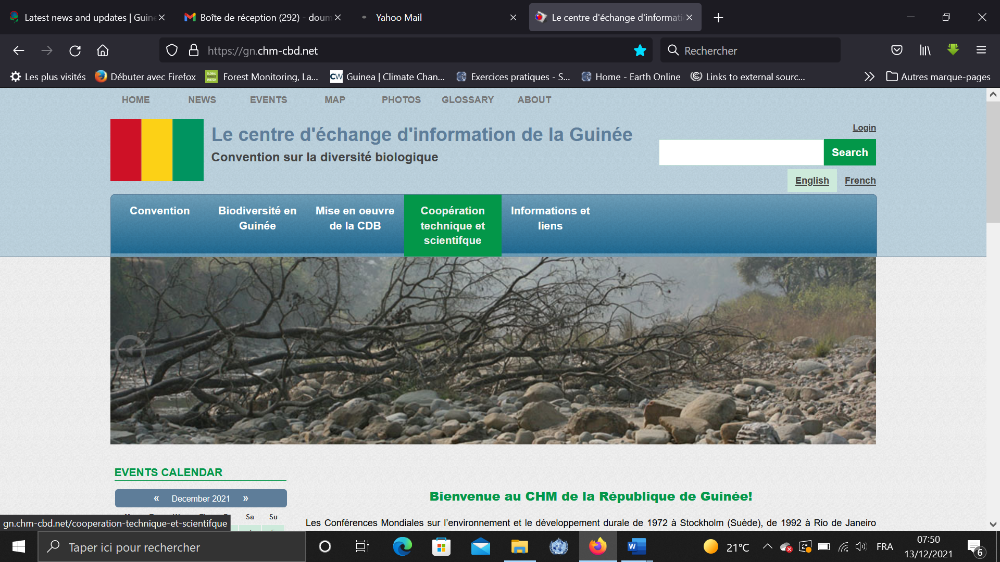 Latest news and updates | Guin
Boîte de réception (292) - doum
Yahoo Mail
Le centre d'échange d'informati
https://gn.chm-cbd.net
Rechercher
Les plus visités
Débuter avec Firefox
GLOBAL FOREST WATCH
Forest Monitoring, La...
CW
Guinea | Climate Chan...
Exercices pratiques - S...
Home - Earth Online
Links to external sourc...
Autres marque-pages
HOME NEWS EVENTS MAP PHOTOS GLOSSARY ABOUT
Le centre d'échange d'information de la Guinée
Convention sur la diversité biologique
Login
Search
English French
Convention
Biodiversité en
Guinée
Mise en oeuvre
de la CDB
Coopération
technique et
scientifque
Informations et
liens
EVENTS CALENDAR
« December 2021 »
Sa Su
Bienvenue au CHM de la République de Guinée!
Les Conférences Mondiales sur l'environnement et le développement durale de 1972 à Stockholm (Suède), de 1992 à Rio de Janeiro
gn.chm-cbd.net/cooperation-technique-et-scientifque
Taper ici pour rechercher
W
21°C
FRA
07:50
13/12/2021
6